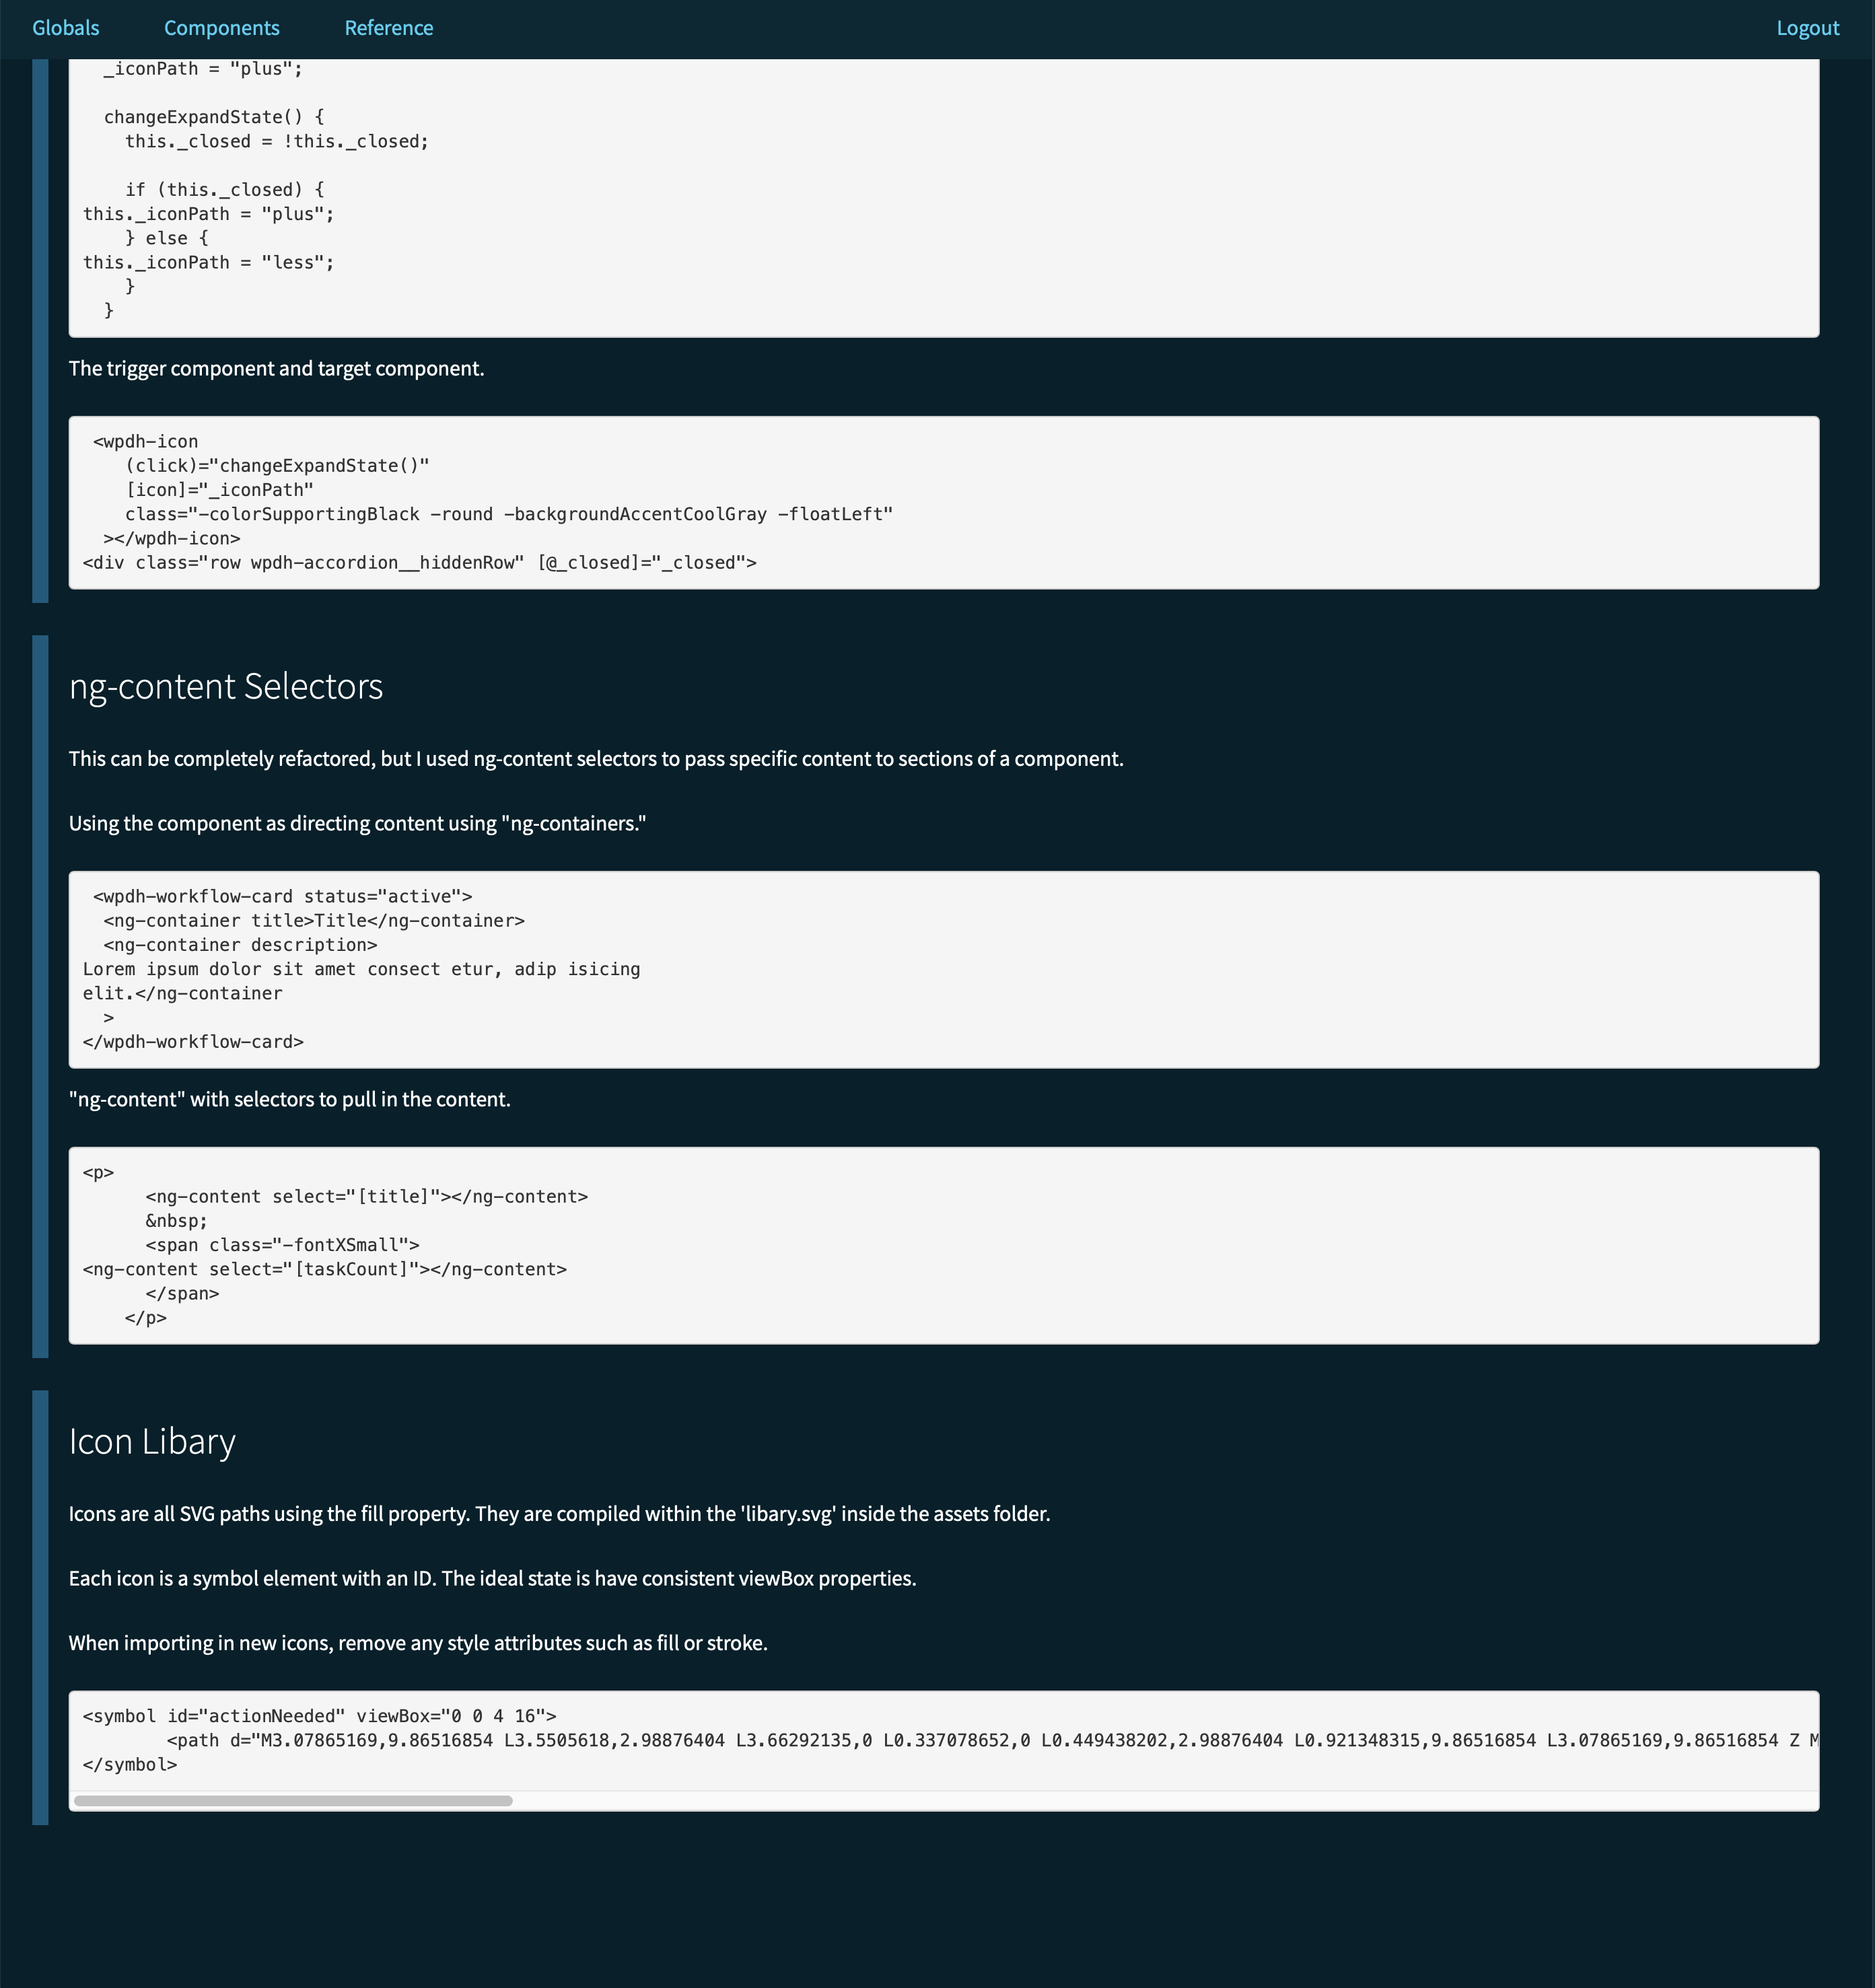 Globals Components Reference Logout
_iconPath = "plus";
changeExpandState() {
this._closed = !this._closed;
if (this._closed) {
this._iconPath = "plus";
} else {
this._iconPath = "less";
}
}
The trigger component and target component.
<wpdh-icon
(click)="changeExpandState()"
[icon]="_iconPath"
class="-colorSupportingBlack -round -backgroundAccentCoolGray -floatLeft"
></wpdh-icon>
<div class="row wpdh-accordion__hiddenRow" [@_closed]="_closed">
ng-content Selectors
This can be completely refactored, but I used ng-content selectors to pass specific content to sections of a component.
Using the component as directing content using "ng-containers."
<wpdh-workflow-card status="active">
<ng-container title>Title</ng-container>
<ng-container description>
Lorem ipsum dolor sit amet consect etur, adip isicing
elit.</ng-container
>
</wpdh-workflow-card>
"ng-content" with selectors to pull in the content.
<p>
<ng-content select="[title]"></ng-content>
&nbsp;
<span class="-fontXSmall">
<ng-content select="[taskCount]"></ng-content>
</span>
</p>
Icon Libary
Icons are all SVG paths using the fill property. They are compiled within the 'libary.svg' inside the assets folder.
Each icon is a symbol element with an ID. The ideal state is have consistent viewBox properties.
When importing in new icons, remove any style attributes such as fill or stroke.
<symbol id="actionNeeded" viewBox="0 0 4 16">
<path d="M3.07865169,9.86516854 L3.5505618,2.98876404 L3.66292135,0 L0.337078652,0 L0.449438202,2.98876404 L0.921348315,9.86516854 L3.07865169,9.86516854 Z M
</symbol>